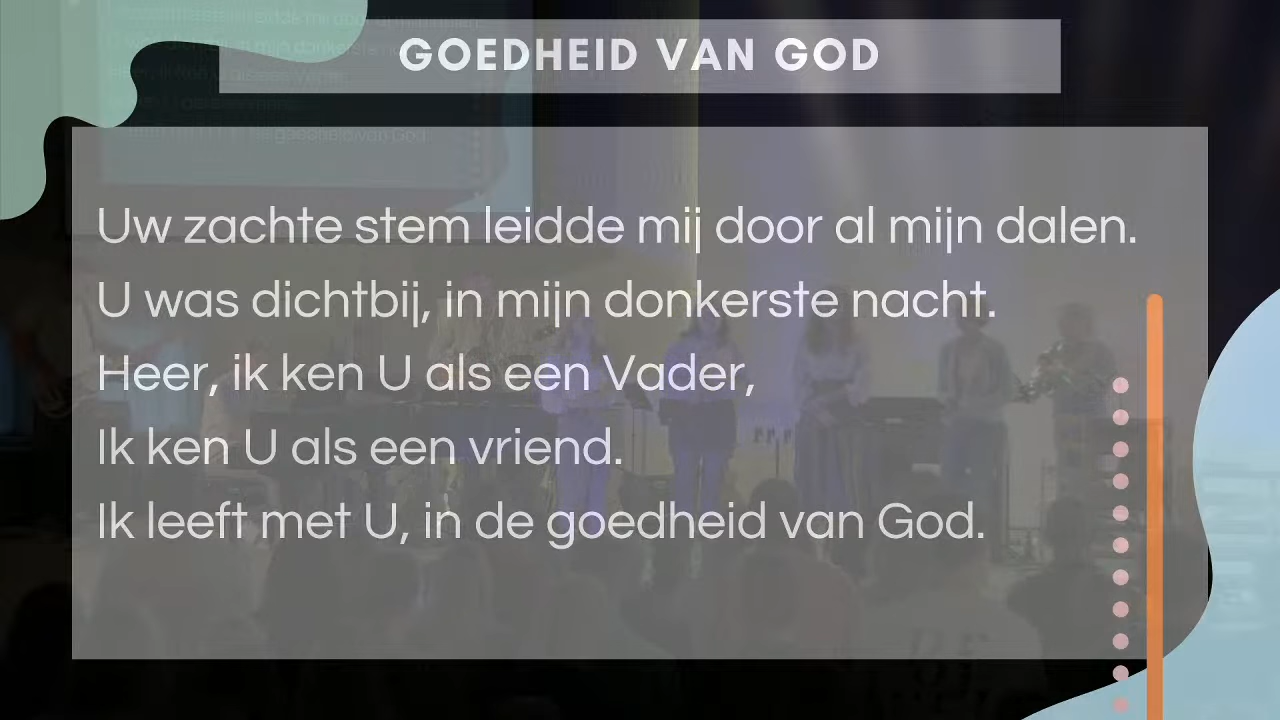 GOEDHEID VAN GOD
Uw zachte stem leidde mij door al mijn dalen.
U was dichtbij, in mijn donkerste nacht.
Heer, ik ken U als een Vader,
Ik ken U als een vriend.
Ik leeft met U, in de goedheid van God.